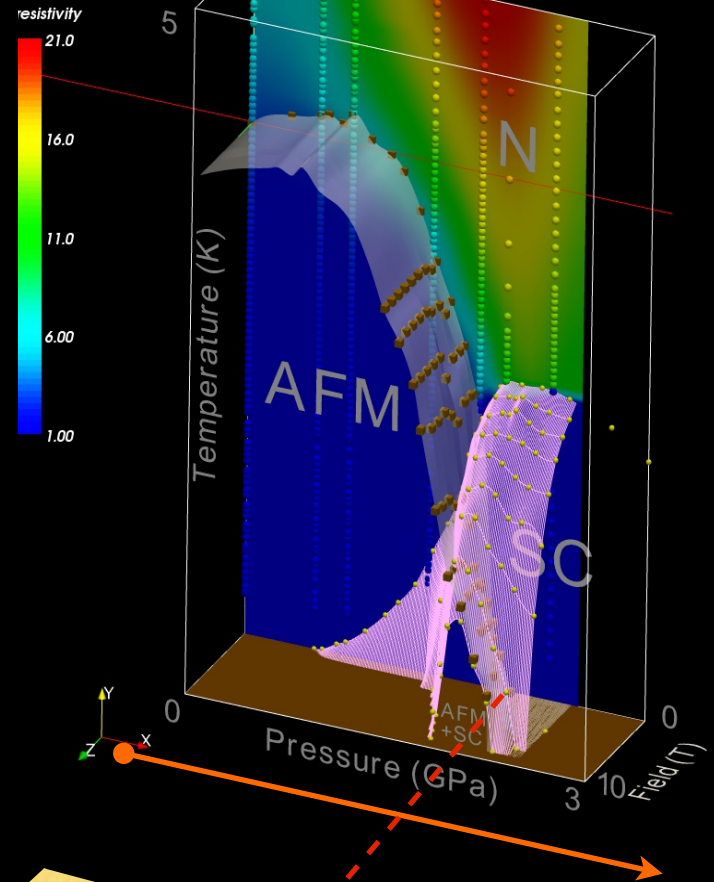 resistivity
21.0
16.0
11.0
6.00
1.00
5
Temperature (K)
N
AFM
SC
AFM
+SC
0
Pressure (GPa)
3
10
Field (T)
0
Y
X
Z